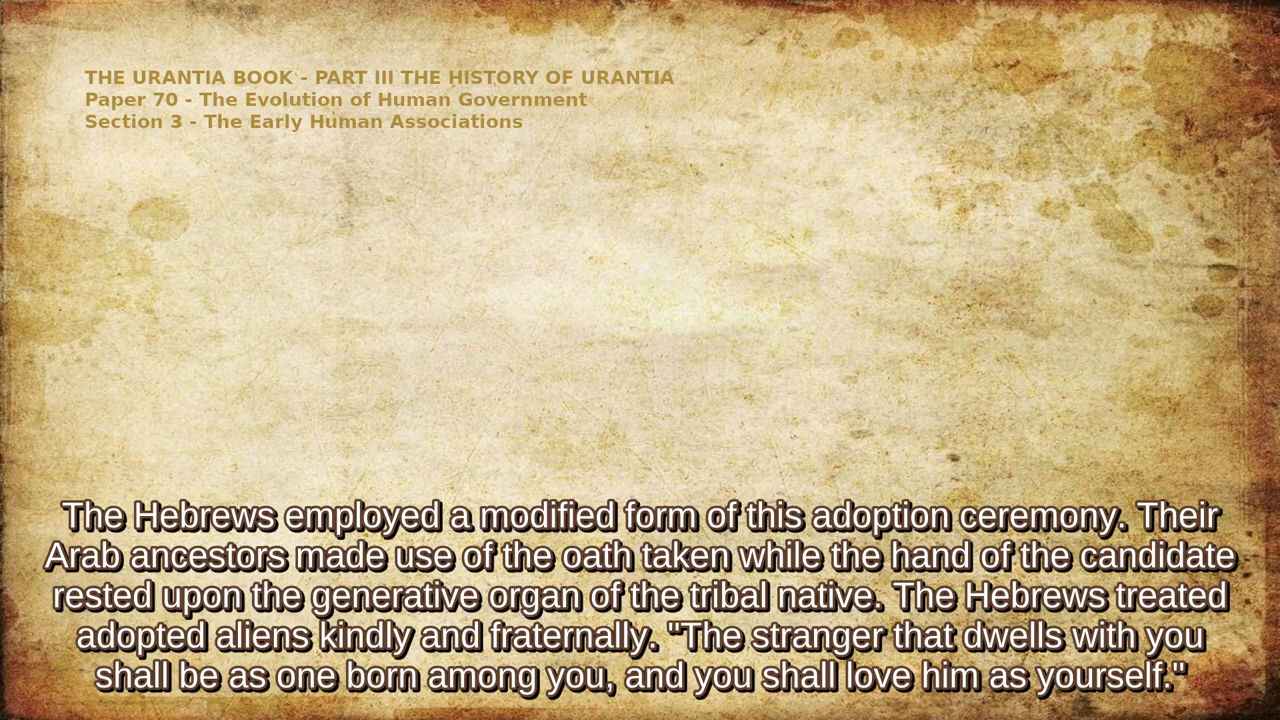 THE URANTIA BOOK - PART III THE HISTORY OF URANTIA
Paper 70 - The Evolution of Human Government
Section 3 - The Early Human Associations
The Hebrews employed a modified form of this adoption ceremony. Their
Arab ancestors made use of the oath taken while the hand of the candidate
rested upon the generative organ of the tribal native. The Hebrews treated
adopted aliens kindly and fraternally. "The stranger that dwells with you
shall be as one born among you, and you shall love him as yourself."